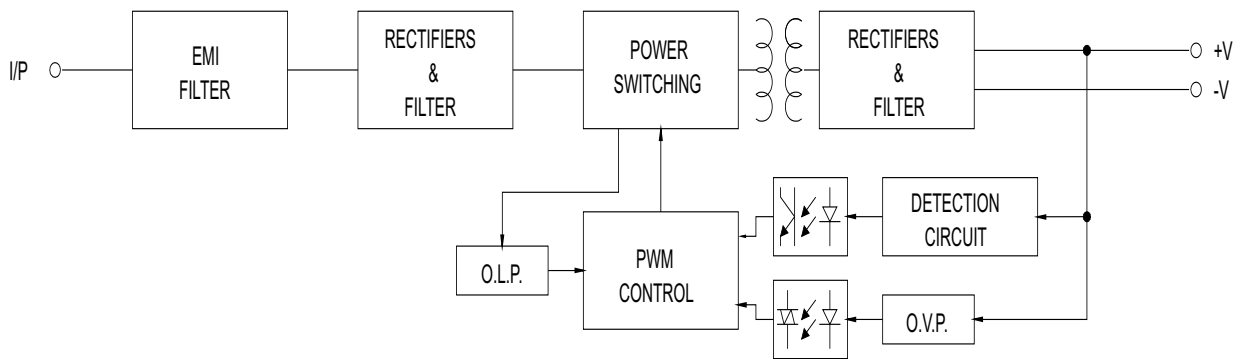 I/P
EMI
FILTER
RECTIFIERS
&
FILTER
POWER
SWITCHING
RECTIFIERS
&
FILTER
+V
-V
O.L.P.
PWM
CONTROL
DETECTION
CIRCUIT
O.V.P.